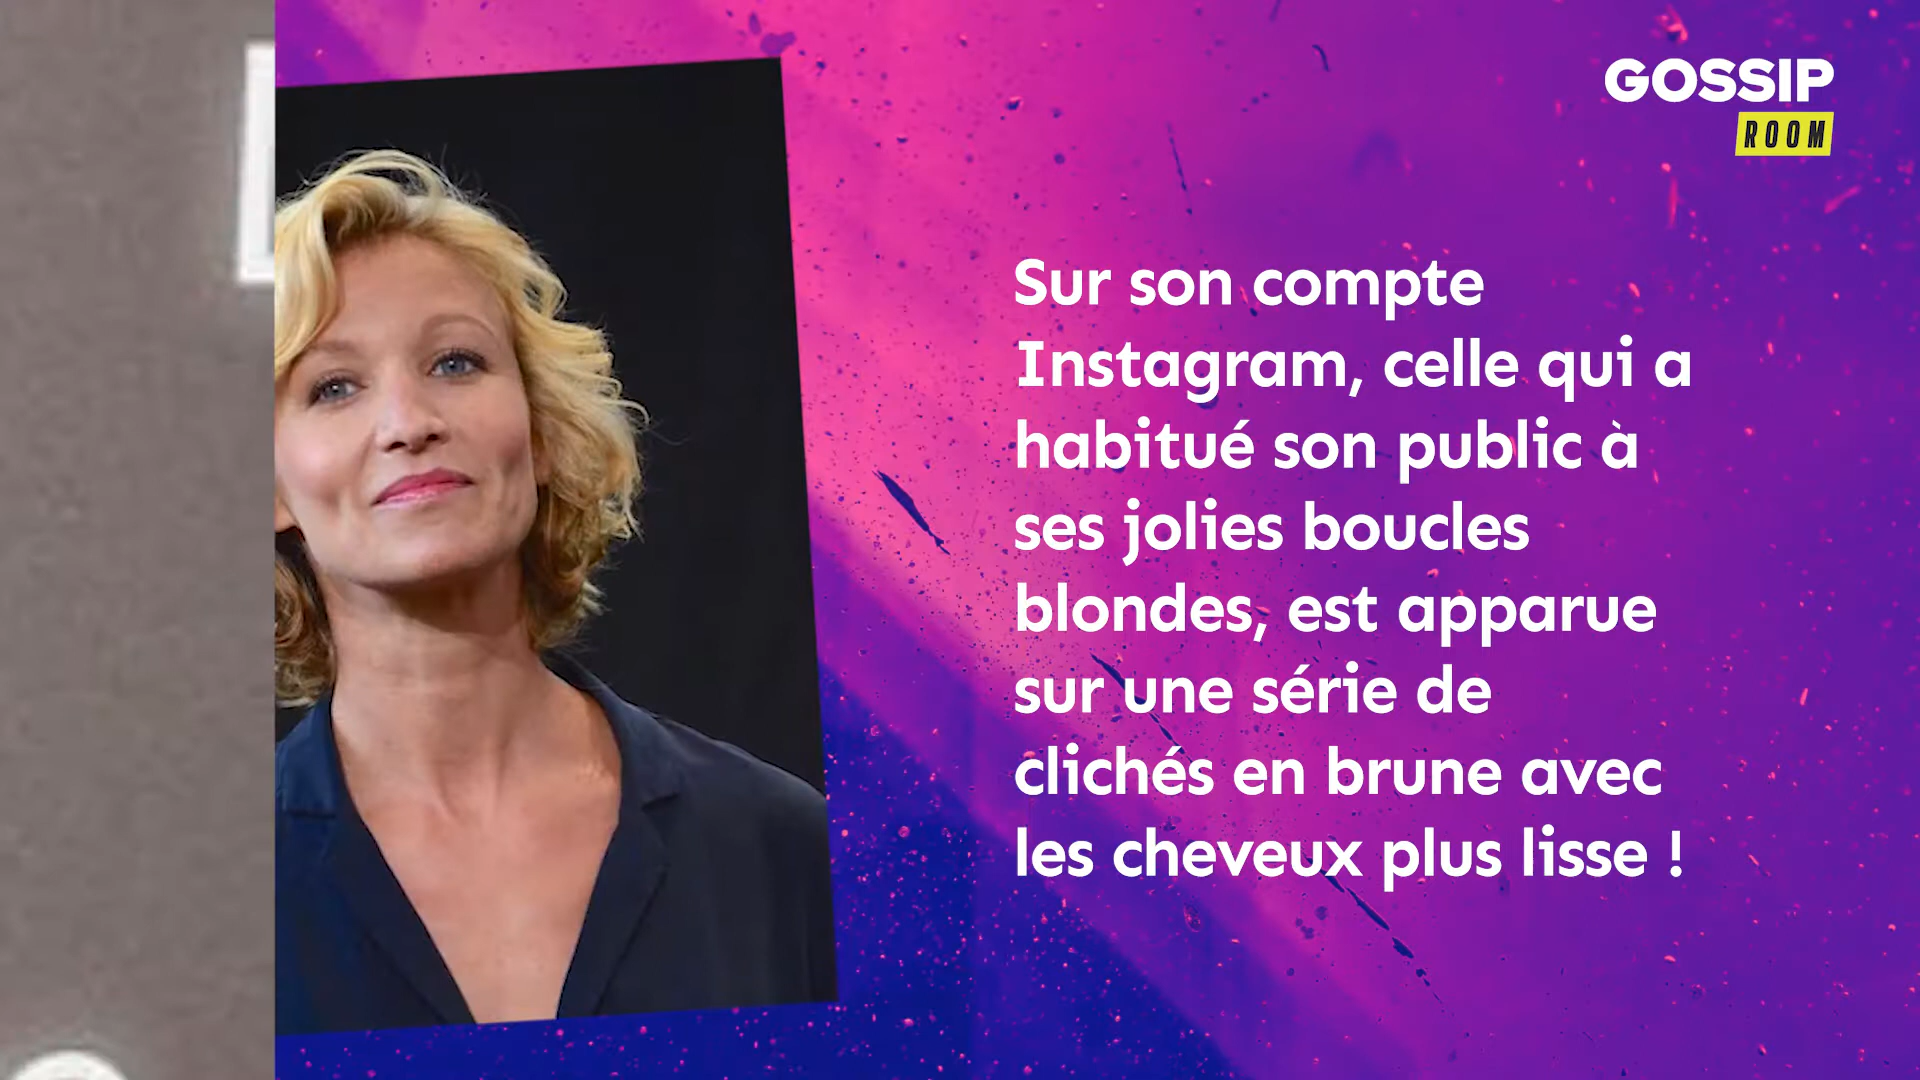 GOSSIP
ROOM
Sur son compte
Instagram, celle qui a
habitué son public à
ses jolies boucles
blondes, est apparue
sur une série de
clichés en brune avec
les cheveux plus lisse !